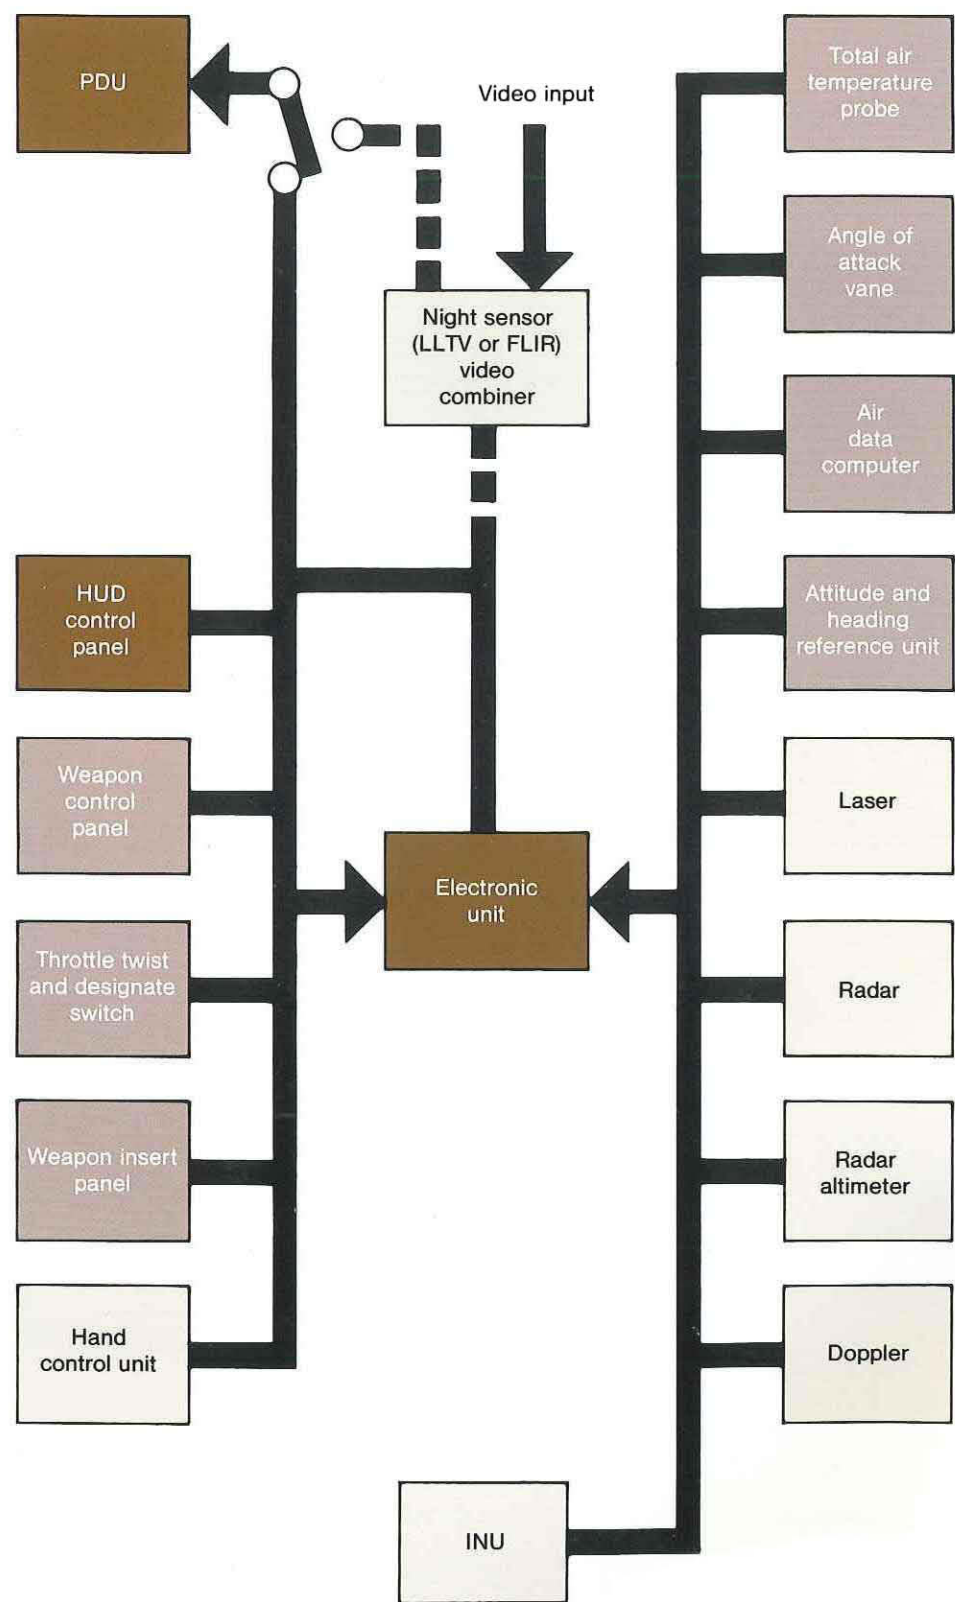 PDU
Video input
Total air
temperature
probe
Angle of
attack
vane
Night sensor
(LLTV or FLIR)
video
combiner
Air
data
computer
HUD
control
panel
Attitude and
heading
reference unit
Weapon
control
panel
Laser
Electronic
unit
Throttle twist
and designate
switch
Radar
Weapon insert
panel
Radar
altimeter
Hand
control unit
Doppler
INU